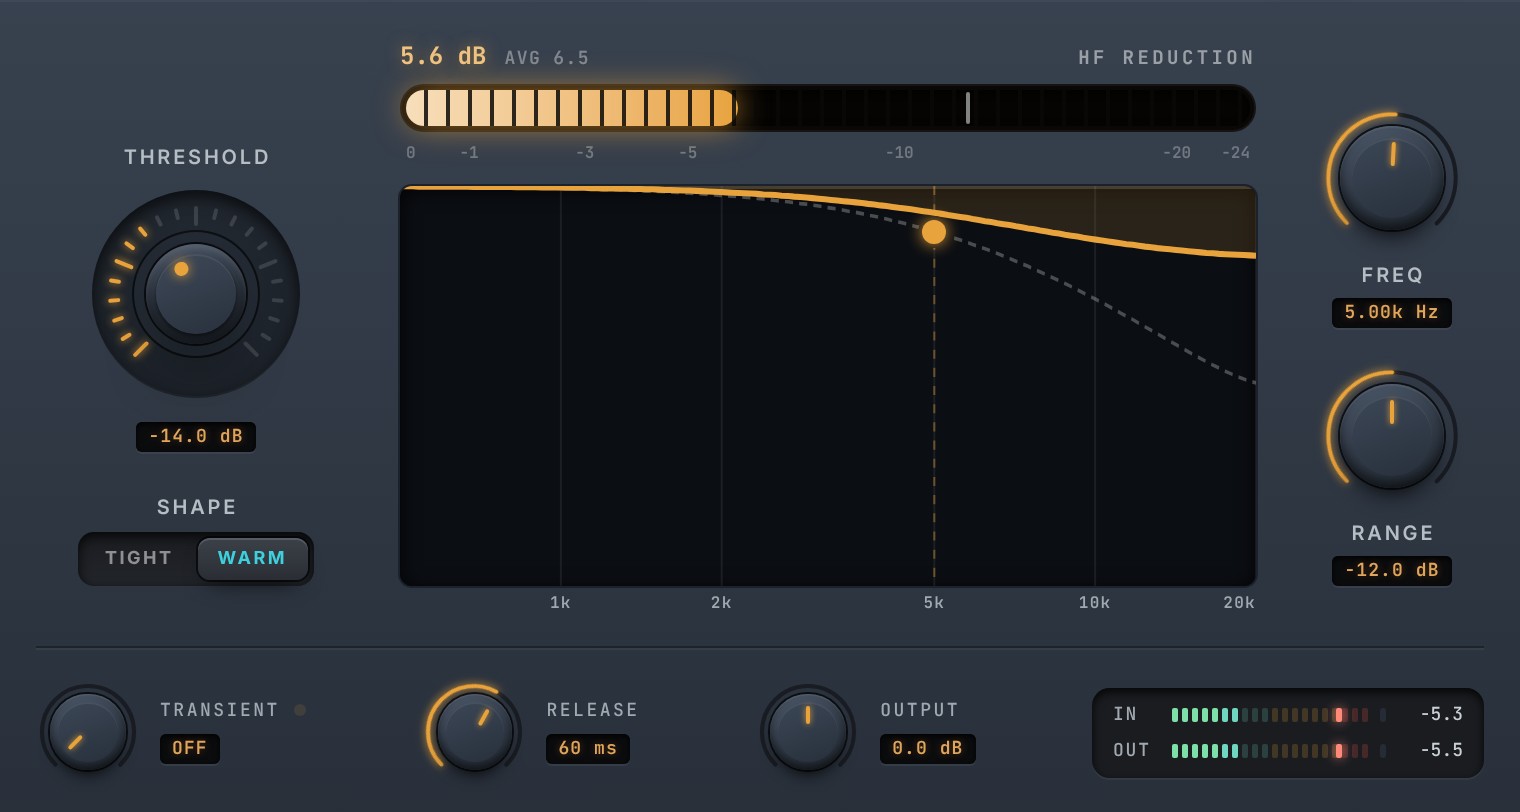 5.6 dB AVG 6.5 HF REDUCTION
0 -1 -3 -5 -10 -20 -24
THRESHOLD
-14.0 dB
SHAPE
TIGHT WARM
1k 2k 5k 10k 20k
FREQ
5.00k Hz
RANGE
-12.0 dB
TRANSIENT
OFF
RELEASE
60 ms
OUTPUT
0.0 dB
IN -5.3
OUT -5.5